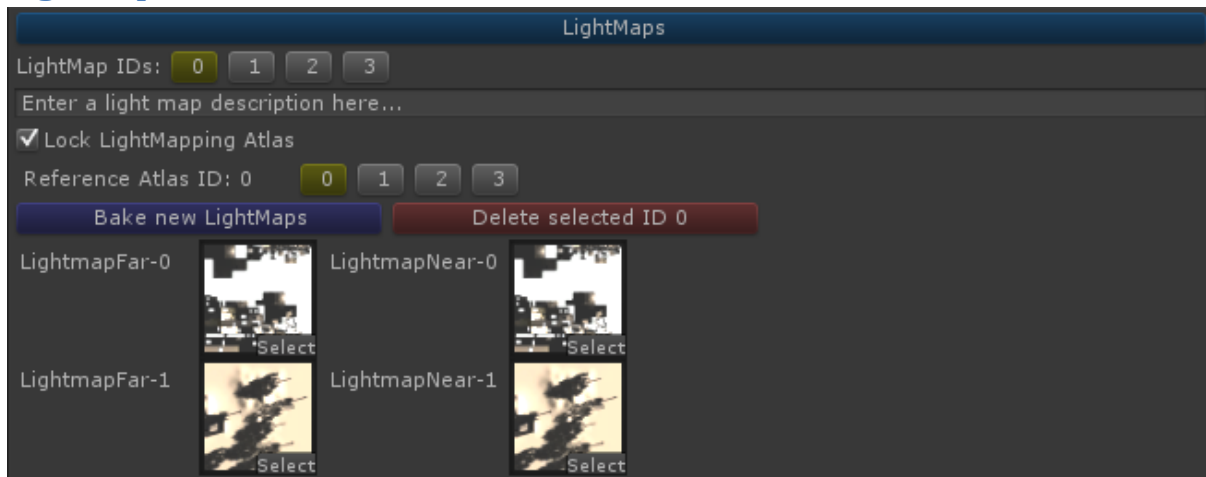 LightMaps
LightMap IDs: 0 1 2 3
Enter a light map description here...
Lock LightMapping Atlas
Reference Atlas ID: 0 0 1 2 3
Bake new LightMaps Delete selected ID 0
LightmapFar-0 LightmapNear-0
Select Select
LightmapFar-1 LightmapNear-1
Select Select